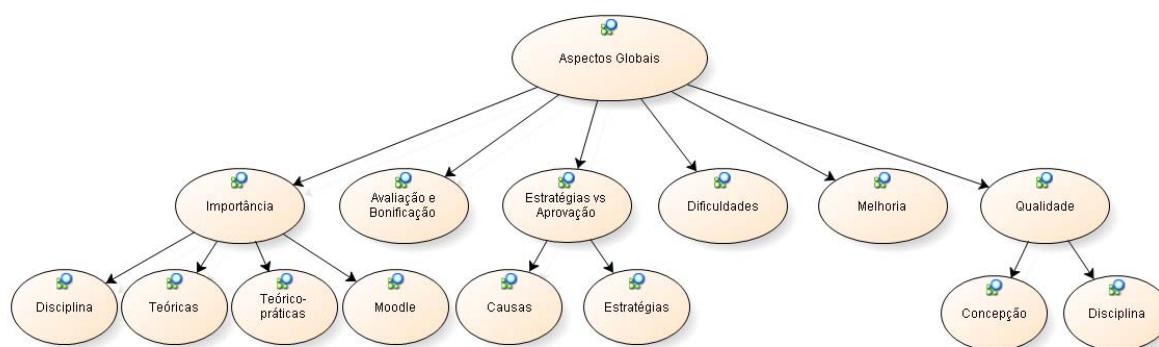 Aspectos Globais
Importância
Avaliação e
Bonificação
Estratégias vs
Aprovação
Dificuldades
Melhoria
Qualidade
Disciplina
Teóricas
Teórico-
práticas
Moodle
Causas
Estratégias
Concepção
Disciplina